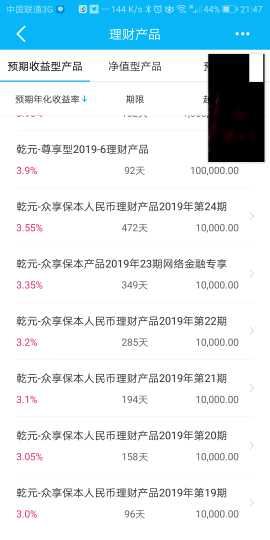 中国联通3G 144 K/s 44% 21:47
理财产品
预期收益型产品 净值型产品
预期年化收益率 期限
乾元-尊享型2019-6理财产品
3.9% 92天 100,000.00
乾元-众享保本人民币理财产品2019年第24期
3.55% 472天 10,000.00
乾元-众享保本产品2019年23期网络金融专享
3.35% 349天 10,000.00
乾元-众享保本人民币理财产品2019年第22期
3.2% 285天 10,000.00
乾元-众享保本人民币理财产品2019年第21期
3.1% 194天 10,000.00
乾元-众享保本人民币理财产品2019年第20期
3.05% 158天 10,000.00
乾元-众享保本人民币理财产品2019年第19期
3.0% 96天 10,000.00